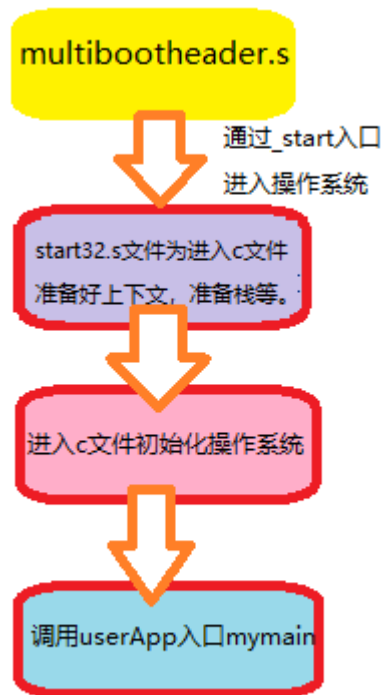 multibootheader.s
通过_start入口
进入操作系统
start32.s文件为进入c文件
准备好上下文，准备栈等。
进入c文件初始化操作系统
调用userApp入口mymain